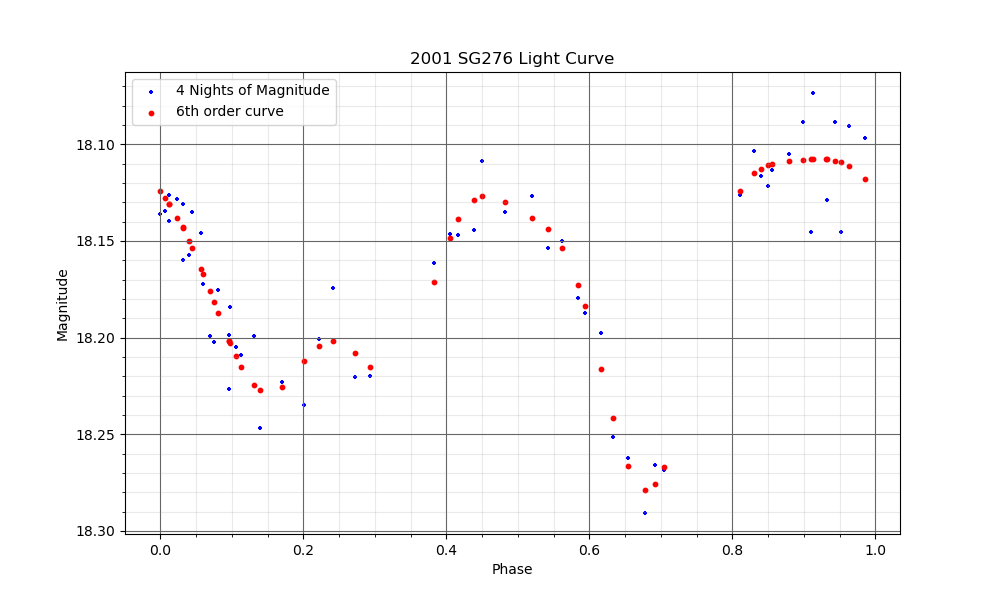 2001 SG276 Light Curve
4 Nights of Magnitude
6th order curve
Magnitude
18.10
18.15
18.20
18.25
18.30
0.0 0.2 0.4 0.6 0.8 1.0
Phase